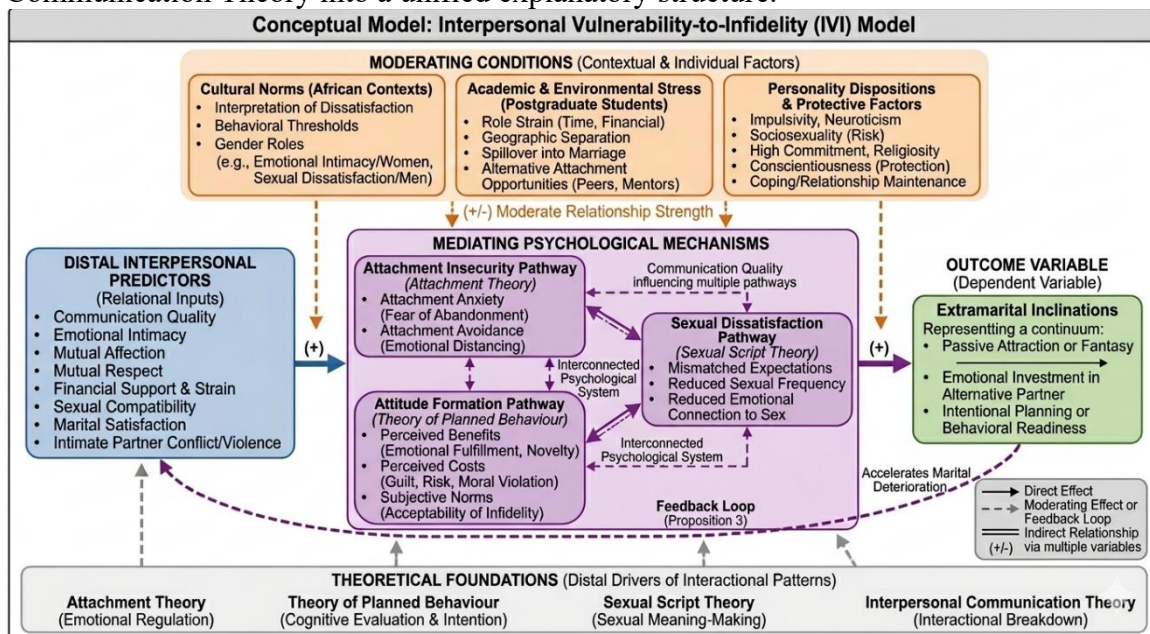 Communication Theory into a unified explanatory structure.
Conceptual Model: Interpersonal Vulnerability-to-Infidelity (IVI) Model
MODERATING CONDITIONS (Contextual & Individual Factors)
Cultural Norms (African Contexts)
• Interpretation of Dissatisfaction
• Behavioral Thresholds
• Gender Roles
(e.g., Emotional Intimacy/Women,
Sexual Dissatisfaction/Men)
Academic & Environmental Stress
(Postgraduate Students)
• Role Strain (Time, Financial)
• Geographic Separation
• Spillover into Marriage
• Alternative Attachment
Opportunities (Peers, Mentors)
Personality Dispositions
& Protective Factors
• Impulsivity, Neuroticism
• Sociosexuality (Risk)
• High Commitment, Religiosity
• Conscientiousness (Protection)
• Coping/Relationship Maintenance
(+/-) Moderate Relationship Strength
DISTAL INTERPERSONAL
PREDICTORS
(Relational Inputs)
• Communication Quality
• Emotional Intimacy
• Mutual Affection
• Mutual Respect
• Financial Support & Strain
• Sexual Compatibility
• Marital Satisfaction
• Intimate Partner Conflict/Violence
(+)
MEDIATING PSYCHOLOGICAL MECHANISMS
Attachment Insecurity Pathway
(Attachment Theory)
• Attachment Anxiety
(Fear of Abandonment)
• Attachment Avoidance
(Emotional Distancing)
Communication Quality
influencing multiple pathways
Sexual Dissatisfaction
Pathway
(Sexual Script Theory)
• Mismatched Expectations
• Reduced Sexual Frequency
• Reduced Emotional
Connection to Sex
Interconnected
Psychological
System
Attitude Formation Pathway
(Theory of Planned Behaviour)
• Perceived Benefits
(Emotional Fulfillment, Novelty)
• Perceived Costs
(Guilt, Risk, Moral Violation)
• Subjective Norms
(Acceptability of Infidelity)
Interconnected
Psychological System
Feedback Loop
(Proposition 3)
(+)
OUTCOME VARIABLE
(Dependent Variable)
Extramarital Inclinations
Representting a continuum:
• Passive Attraction or Fantasy
• Emotional Investment in
Alternative Partner
• Intentional Planning or
Behavioral Readiness
Accelerates Marital
Deterioration
Direct Effect
Moderating Effect or
Feedback Loop
Indirect Relationship
(+/-) via multiple variables
THEORETICAL FOUNDATIONS (Distal Drivers of Interactional Patterns)
Attachment Theory
(Emotional Regulation)
Theory of Planned Behaviour
(Cognitive Evaluation & Intention)
Sexual Script Theory
(Sexual Meaning-Making)
Interpersonal Communication Theory
(Interactional Breakdown)